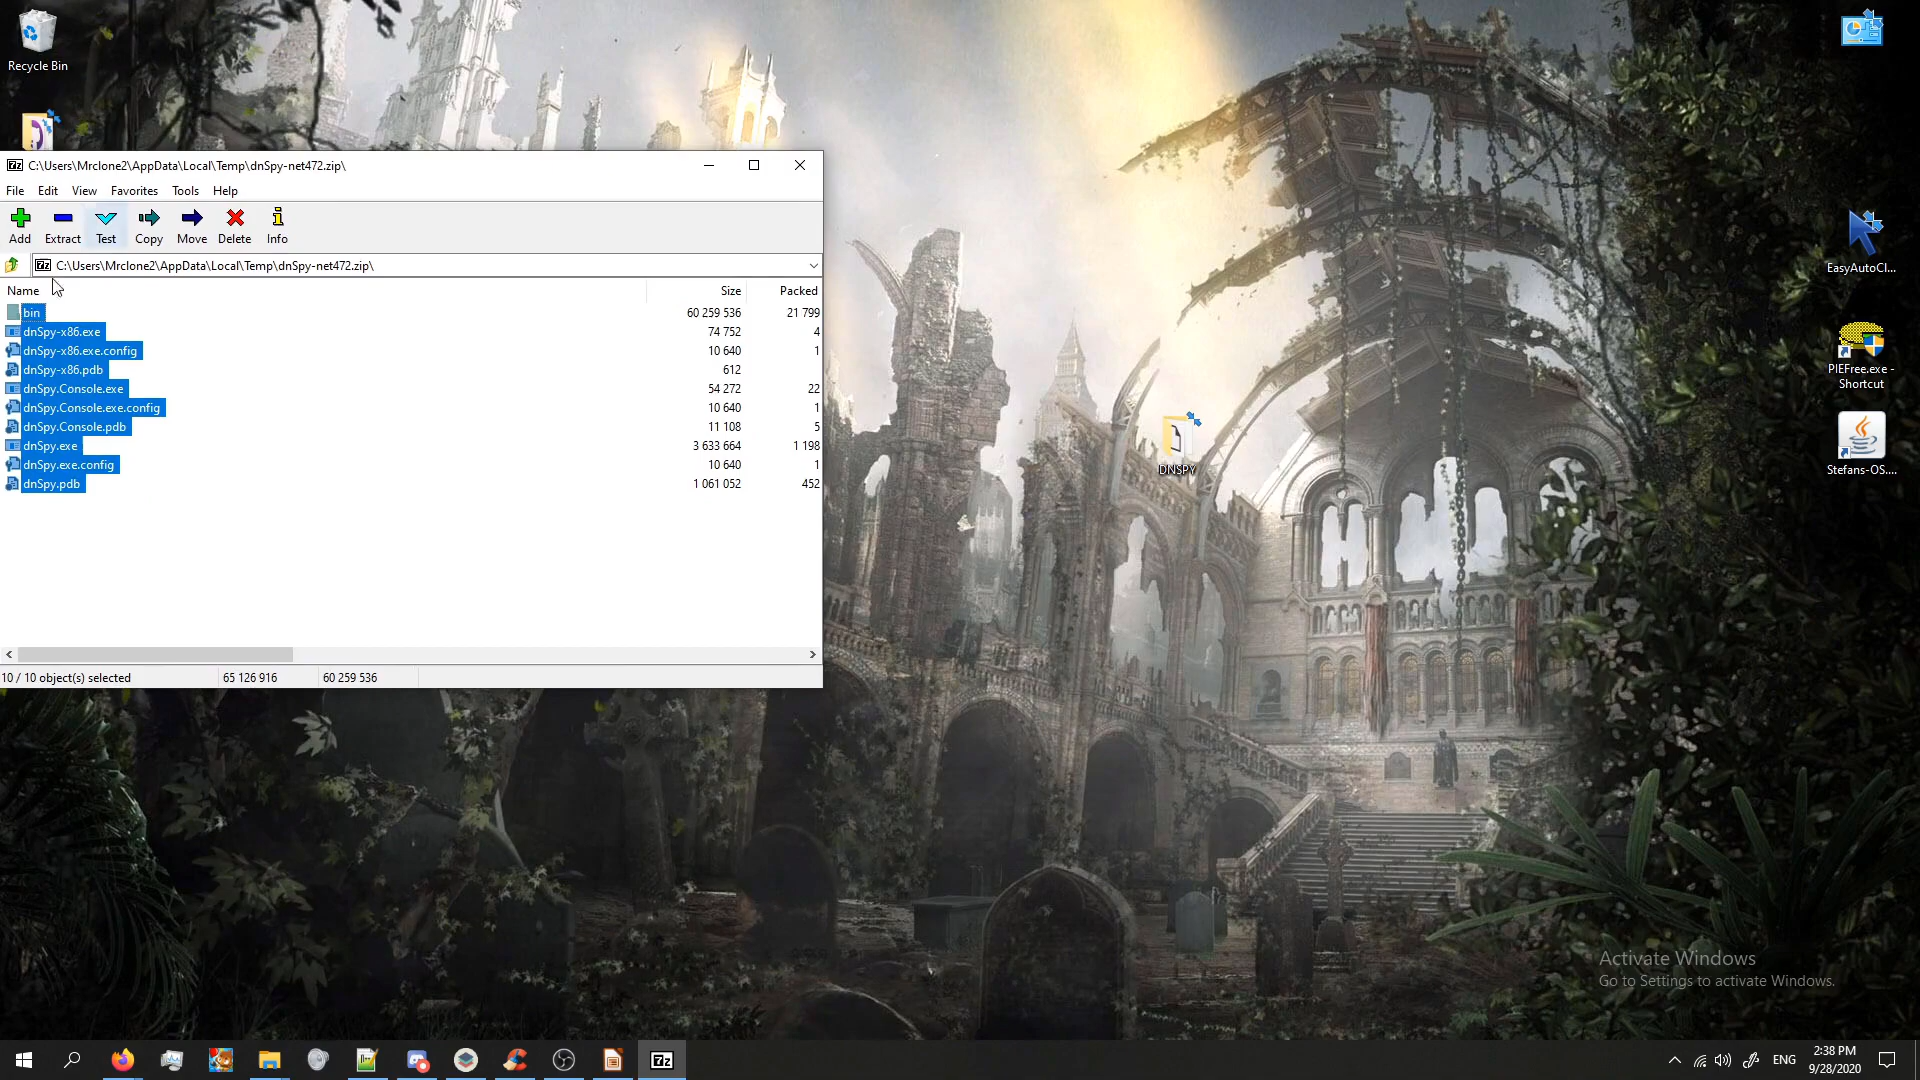 Recycle Bin
7z C:\Users\Mrclone2\AppData\Local\Temp\dnSpy-net472.zip\
File Edit View Favorites Tools Help
Add Extract Test Copy Move Delete Info
7z C:\Users\Mrclone2\AppData\Local\Temp\dnSpy-net472.zip\
Name Size Packed
bin 60 259 536 21 799
dnSpy-x86.exe 74 752 4
dnSpy-x86.exe.config 10 640 1
dnSpy-x86.pdb 612
dnSpy.Console.exe 54 272 22
dnSpy.Console.exe.config 10 640 1
dnSpy.Console.pdb 11 108 5
dnSpy.exe 3 633 664 1 198
dnSpy.exe.config 10 640 1
dnSpy.pdb 1 061 052 452
10 / 10 object(s) selected 65 126 916 60 259 536
DNSPY
EasyAutoCl...
PIEFree.exe -
Shortcut
Stefans-OS....
Activate Windows
Go to Settings to activate Windows.
7z
ENG
2:38 PM
9/28/2020